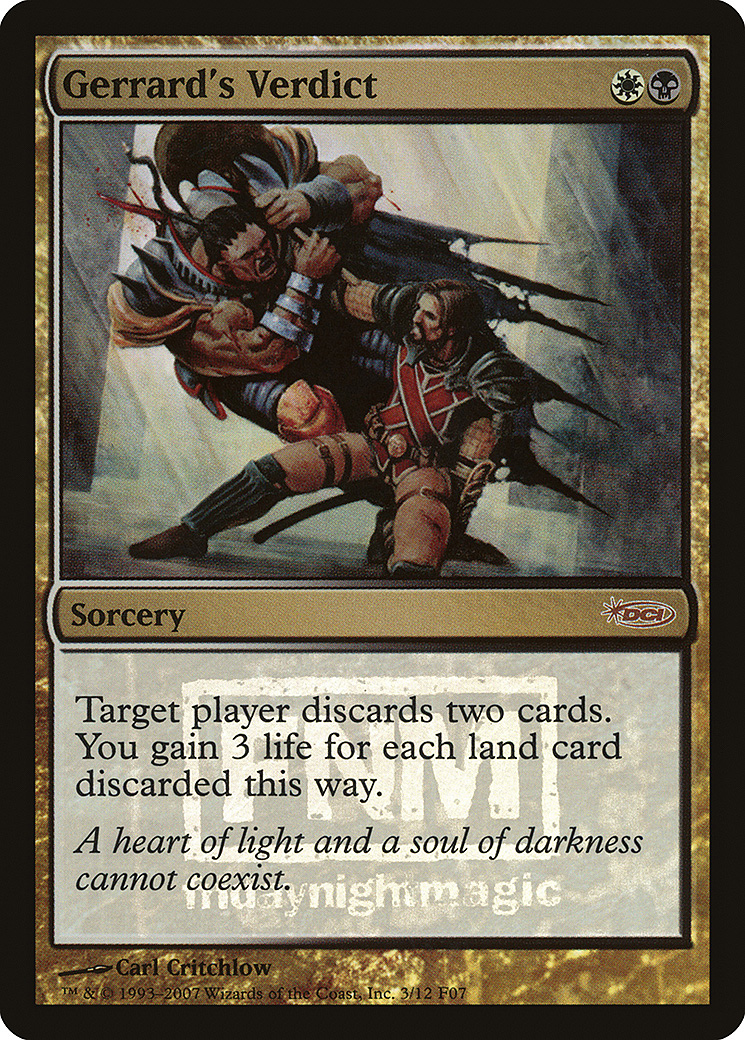 Gerrard's Verdict
Sorcery
DCI
Target player discards two cards.
You gain 3 life for each land card
discarded this way.
FNM
A heart of light and a soul of darkness
cannot coexist.
Carl Critchlow
™ & © 1993–2007 Wizards of the Coast, Inc. 3/12 F07